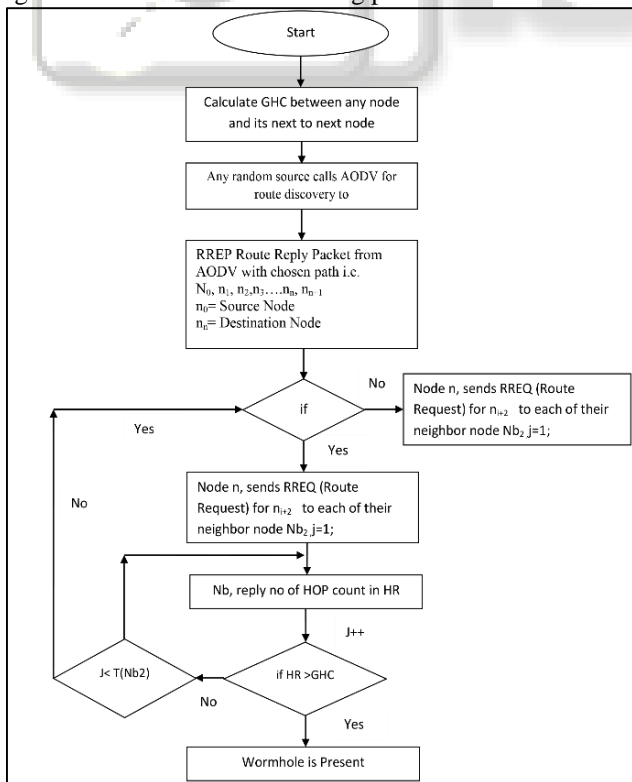 Start
Calculate GHC between any node
and its next to next node
Any random source calls AODV for
route discovery to
RREP Route Reply Packet from
AODV with chosen path i.e.
N₀, n₁, n₂,n₃….nₙ, nₙ₋₁
n₀= Source Node
nₙ= Destination Node
if
No
Node n, sends RREQ (Route
Request) for nᵢ₊₂ to each of their
neighbor node Nb₂ j=1;
Yes
Yes
No
Node n, sends RREQ (Route
Request) for nᵢ₊₂ to each of their
neighbor node Nb₂,j=1;
Nb, reply no of HOP count in HR
J++
J< T(Nb2)
if HR >GHC
No
Yes
Wormhole is Present